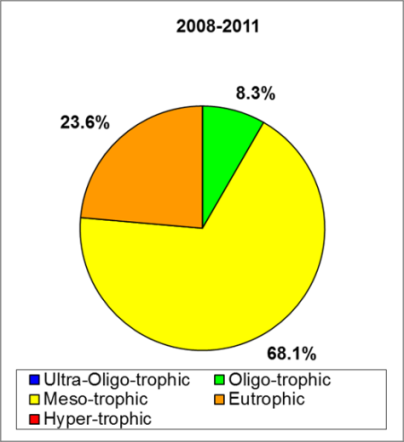 2008-2011
8.3%
23.6%
68.1%
Ultra-Oligo-trophic Oligo-trophic
Meso-trophic Eutrophic
Hyper-trophic